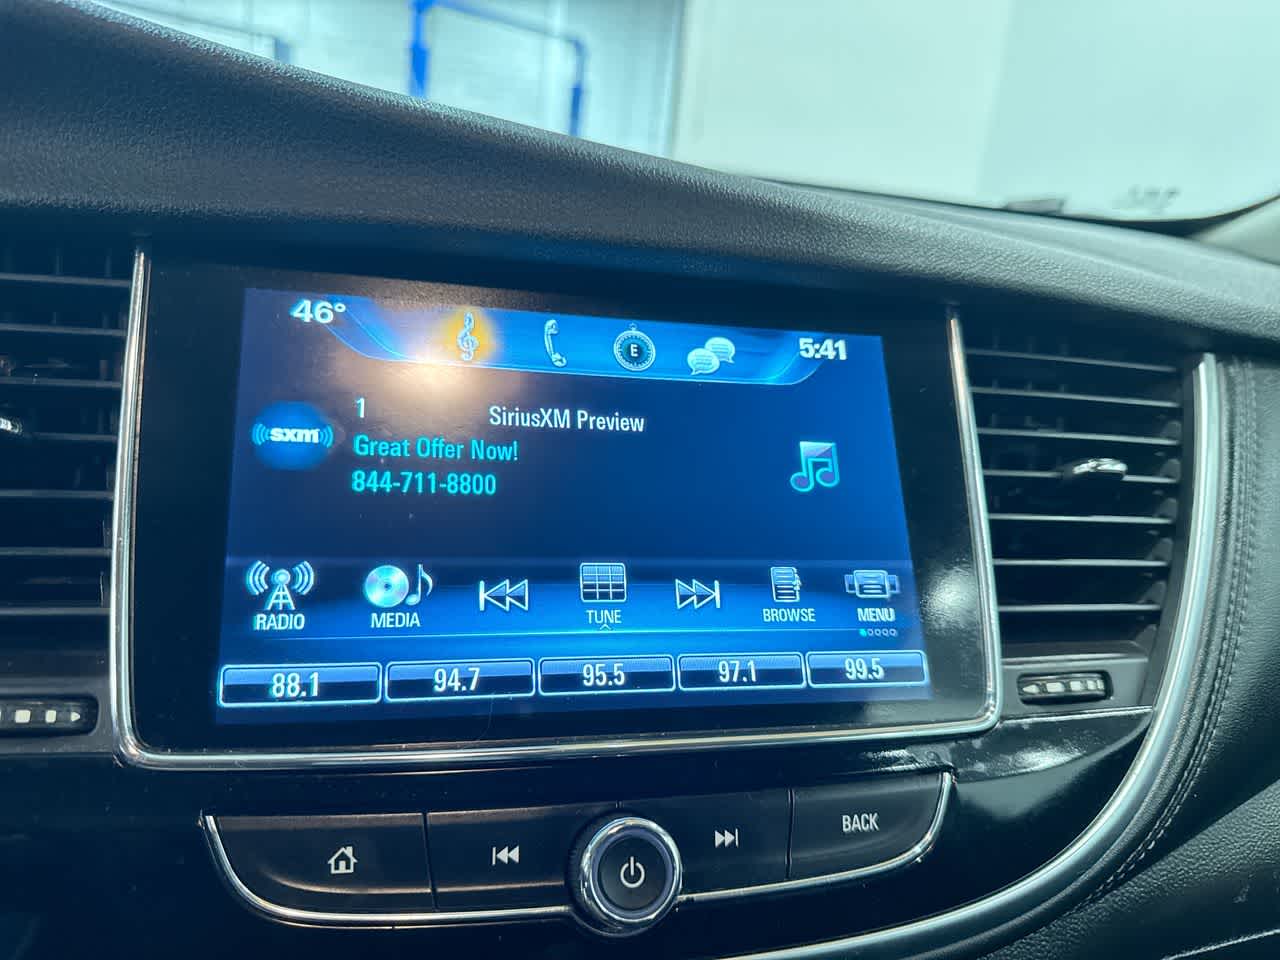 46° 5:41
E
sxm 1 SiriusXM Preview
Great Offer Now!
844-711-8800
RADIO MEDIA TUNE BROWSE MENU
88.1 94.7 95.5 97.1 99.5
BACK